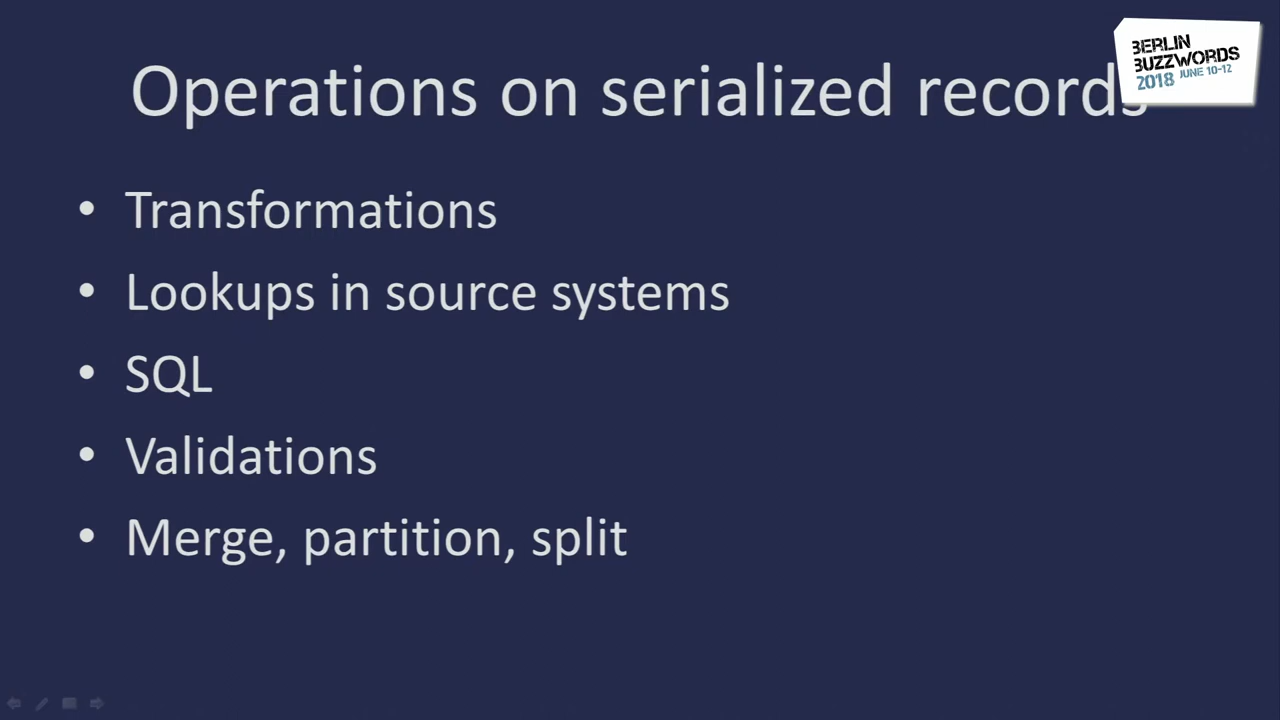 Operations on serialized records
BERLIN
BUZZWORDS
2018 JUNE 10-12
• Transformations
• Lookups in source systems
• SQL
• Validations
• Merge, partition, split